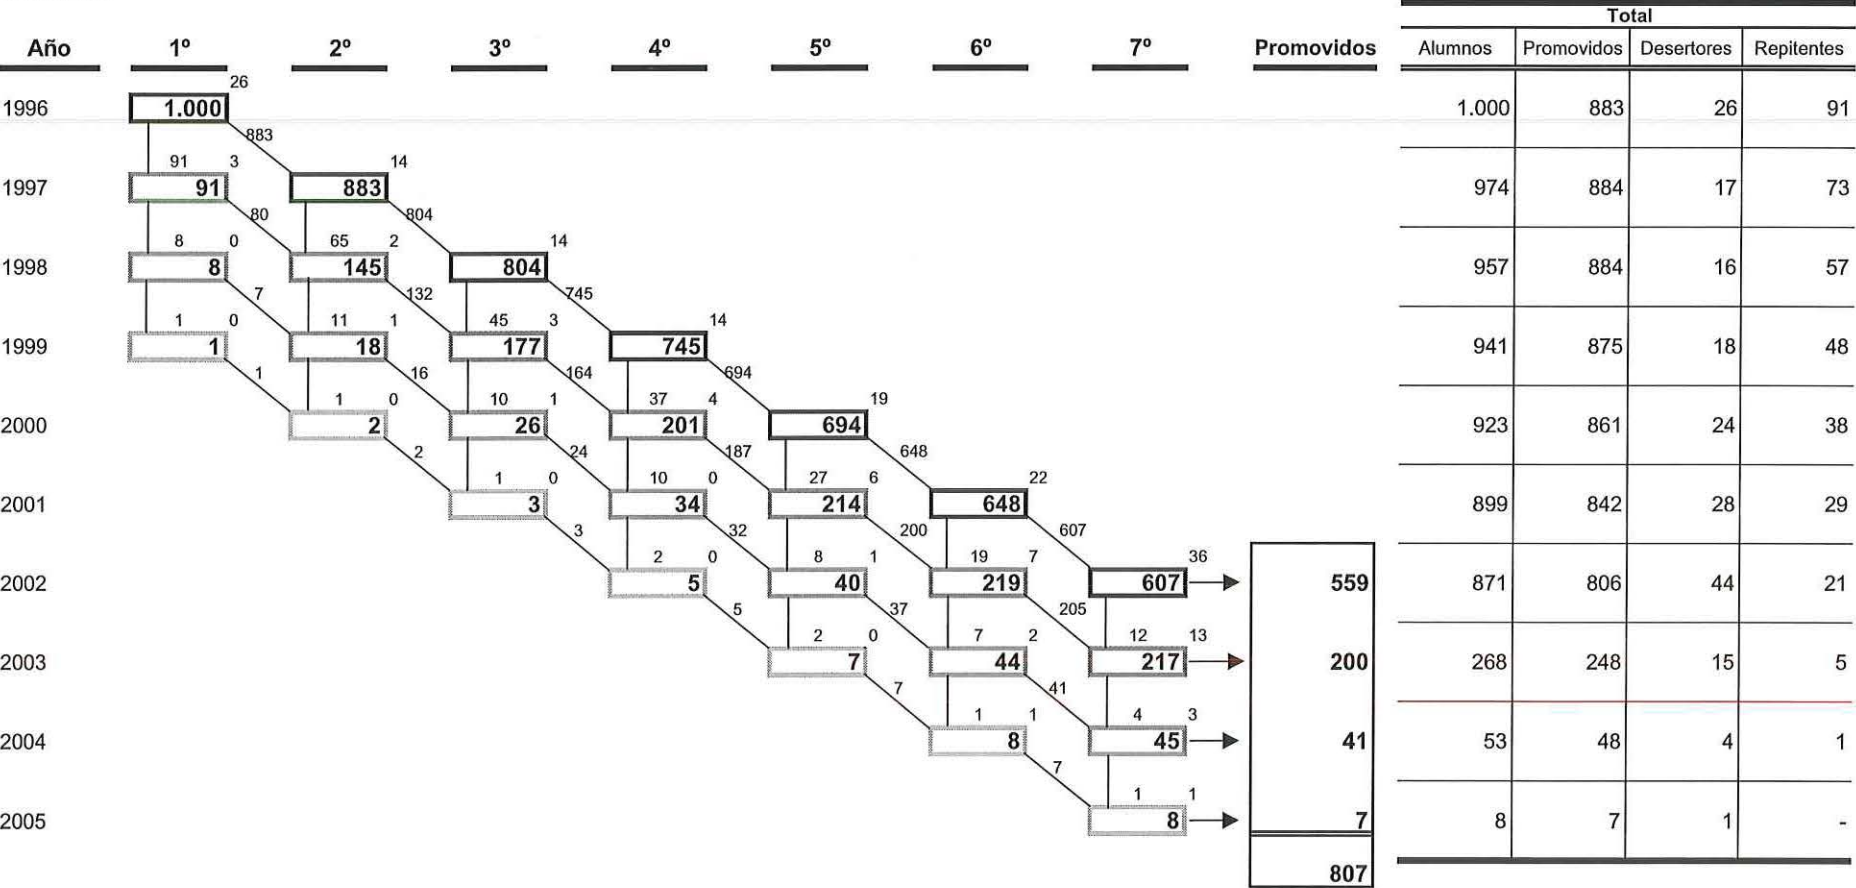 Total
Año 1º 2º 3º 4º 5º 6º 7º Promovidos Alumnos Promovidos Desertores Repitentes
26
1996 1.000 1.000 883 26 91
883
91 3 14
1997 91 883 974 884 17 73
80 804
8 0 65 2 14
1998 8 145 804 957 884 16 57
7 132 745
1 0 11 1 45 3 14
1999 1 18 177 745 941 875 18 48
1 16 164 694
1 0 10 1 37 4 19
2000 2 26 201 694 923 861 24 38
2 24 187 648
1 0 10 0 27 6 22
2001 3 34 214 648 899 842 28 29
3 32 200 607
2 0 8 1 19 7 36
2002 5 40 219 607 559 871 806 44 21
5 37 205
2 0 7 2 12 13
2003 7 44 217 200 268 248 15 5
7 41
1 1 4 3
2004 8 45 41 53 48 4 1
7
1 1
2005 8 7 8 7 1 -
807